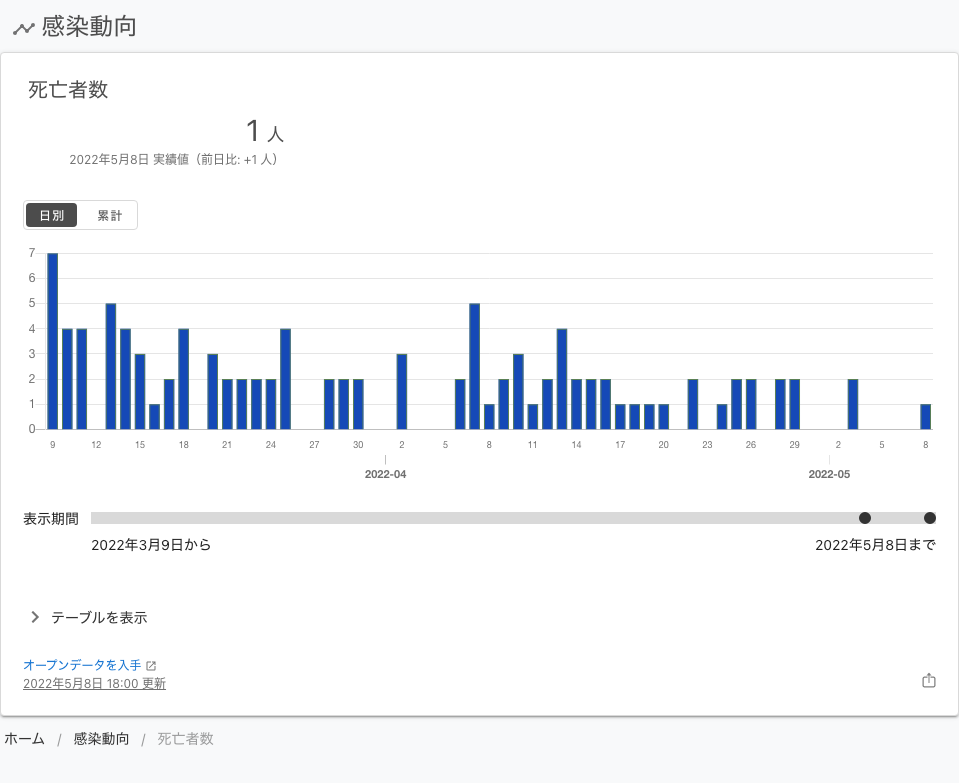 感染動向
死亡者数
1 人
2022年5月8日 実績値（前日比: +1 人）
日別 累計
7
6
5
4
3
2
1
0
9 12 15 18 21 24 27 30 2 5 8 11 14 17 20 23 26 29 2 5 8
2022-04 2022-05
表示期間
2022年3月9日から 2022年5月8日まで
テーブルを表示
オープンデータを入手
2022年5月8日 18:00 更新
ホーム / 感染動向 / 死亡者数